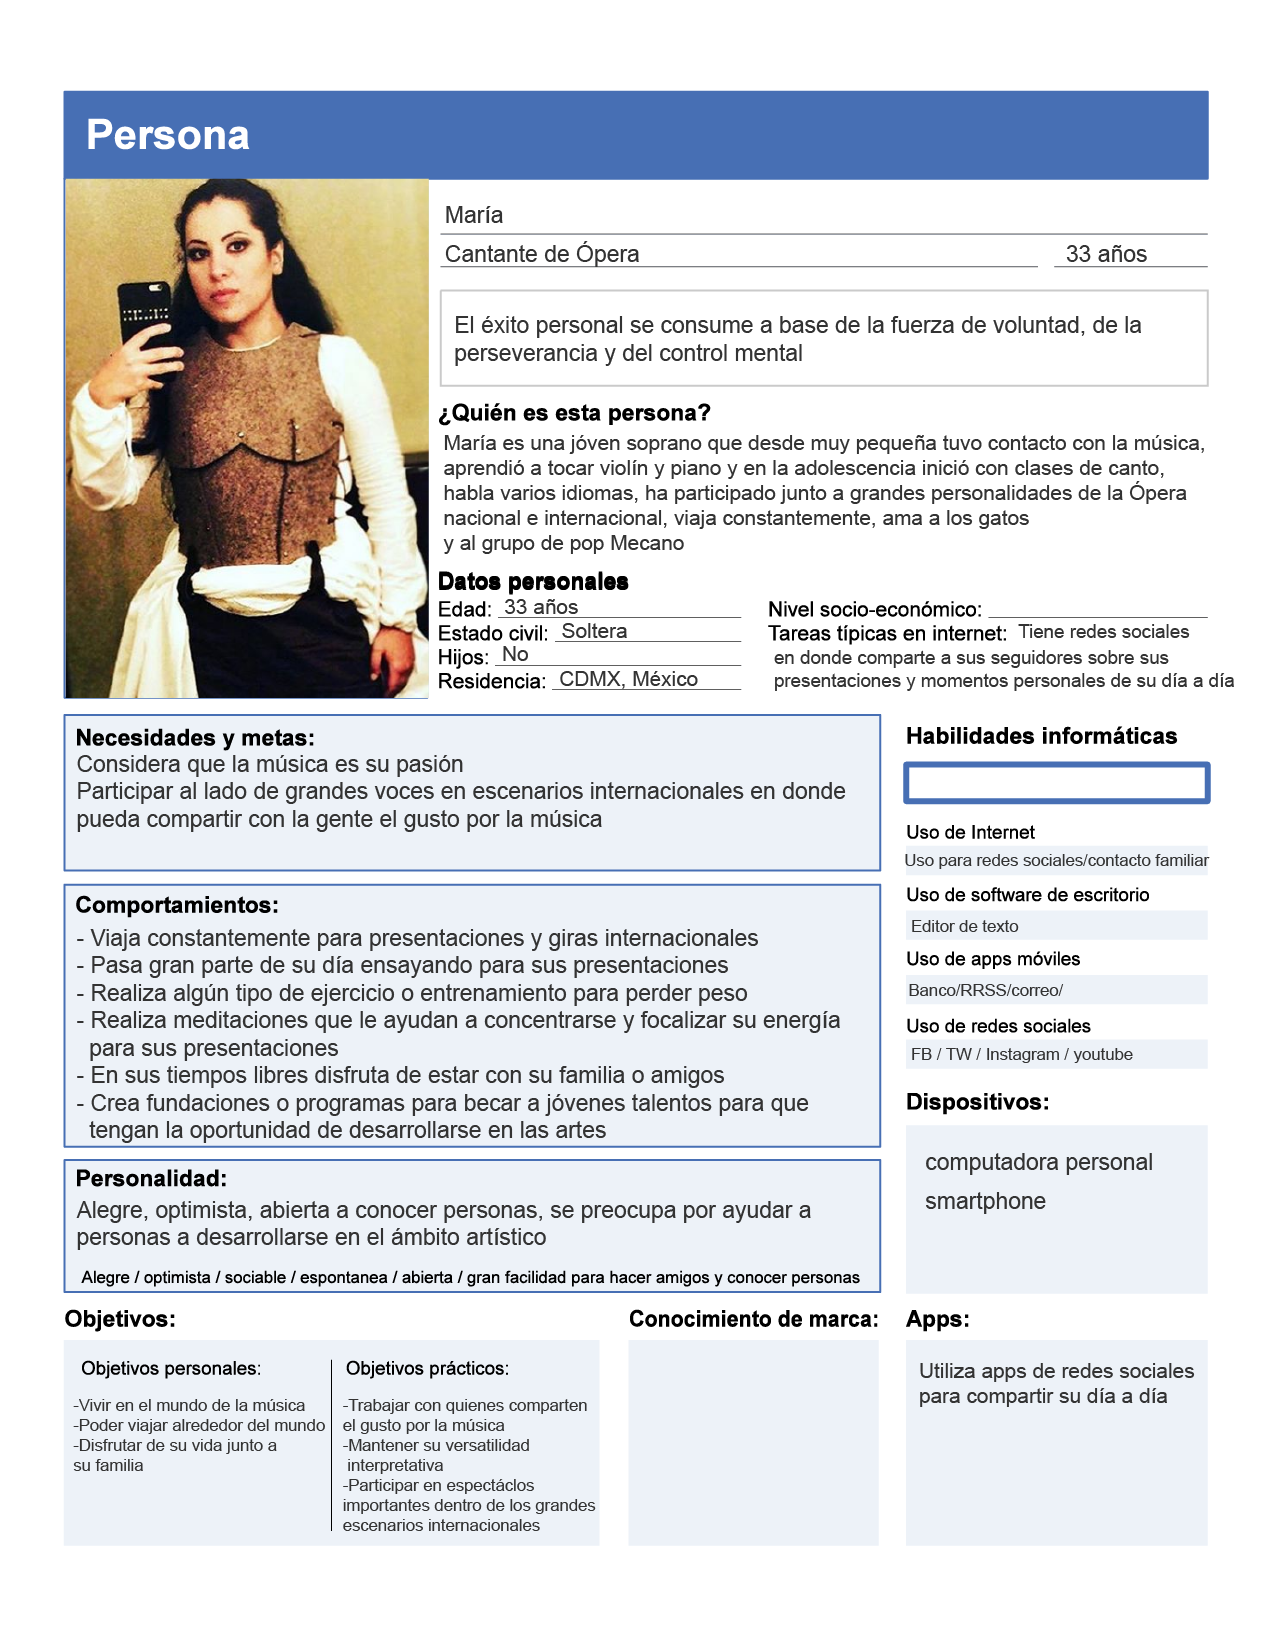 Persona
María
Cantante de Ópera
33 años
El éxito personal se consume a base de la fuerza de voluntad, de la
perseverancia y del control mental
¿Quién es esta persona?
María es una jóven soprano que desde muy pequeña tuvo contacto con la música,
aprendió a tocar violín y piano y en la adolescencia inició con clases de canto,
habla varios idiomas, ha participado junto a grandes personalidades de la Ópera
nacional e internacional, viaja constantemente, ama a los gatos
y al grupo de pop Mecano
Datos personales
Edad: 33 años
Estado civil: Soltera
Hijos: No
Residencia: CDMX, México
Nivel socio-económico:
Tareas típicas en internet: Tiene redes sociales
en donde comparte a sus seguidores sobre sus
presentaciones y momentos personales de su día a día
Necesidades y metas:
Considera que la música es su pasión
Participar al lado de grandes voces en escenarios internacionales en donde
pueda compartir con la gente el gusto por la música
Comportamientos:
- Viaja constantemente para presentaciones y giras internacionales
- Pasa gran parte de su día ensayando para sus presentaciones
- Realiza algún tipo de ejercicio o entrenamiento para perder peso
- Realiza meditaciones que le ayudan a concentrarse y focalizar su energía
para sus presentaciones
- En sus tiempos libres disfruta de estar con su familia o amigos
- Crea fundaciones o programas para becar a jóvenes talentos para que
tengan la oportunidad de desarrollarse en las artes
Personalidad:
Alegre, optimista, abierta a conocer personas, se preocupa por ayudar a
personas a desarrollarse en el ámbito artístico
Alegre / optimista / sociable / espontanea / abierta / gran facilidad para hacer amigos y conocer personas
Habilidades informáticas
Uso de Internet
Uso para redes sociales/contacto familiar
Uso de software de escritorio
Editor de texto
Uso de apps móviles
Banco/RRSS/correo/
Uso de redes sociales
FB / TW / Instagram / youtube
Dispositivos:
computadora personal
smartphone
Objetivos:
Objetivos personales:
-Vivir en el mundo de la música
-Poder viajar alrededor del mundo
-Disfrutar de su vida junto a
su familia
Objetivos prácticos:
-Trabajar con quienes comparten
el gusto por la música
-Mantener su versatilidad
interpretativa
-Participar en espectáclos
importantes dentro de los grandes
escenarios internacionales
Conocimiento de marca:
Apps:
Utiliza apps de redes sociales
para compartir su día a día